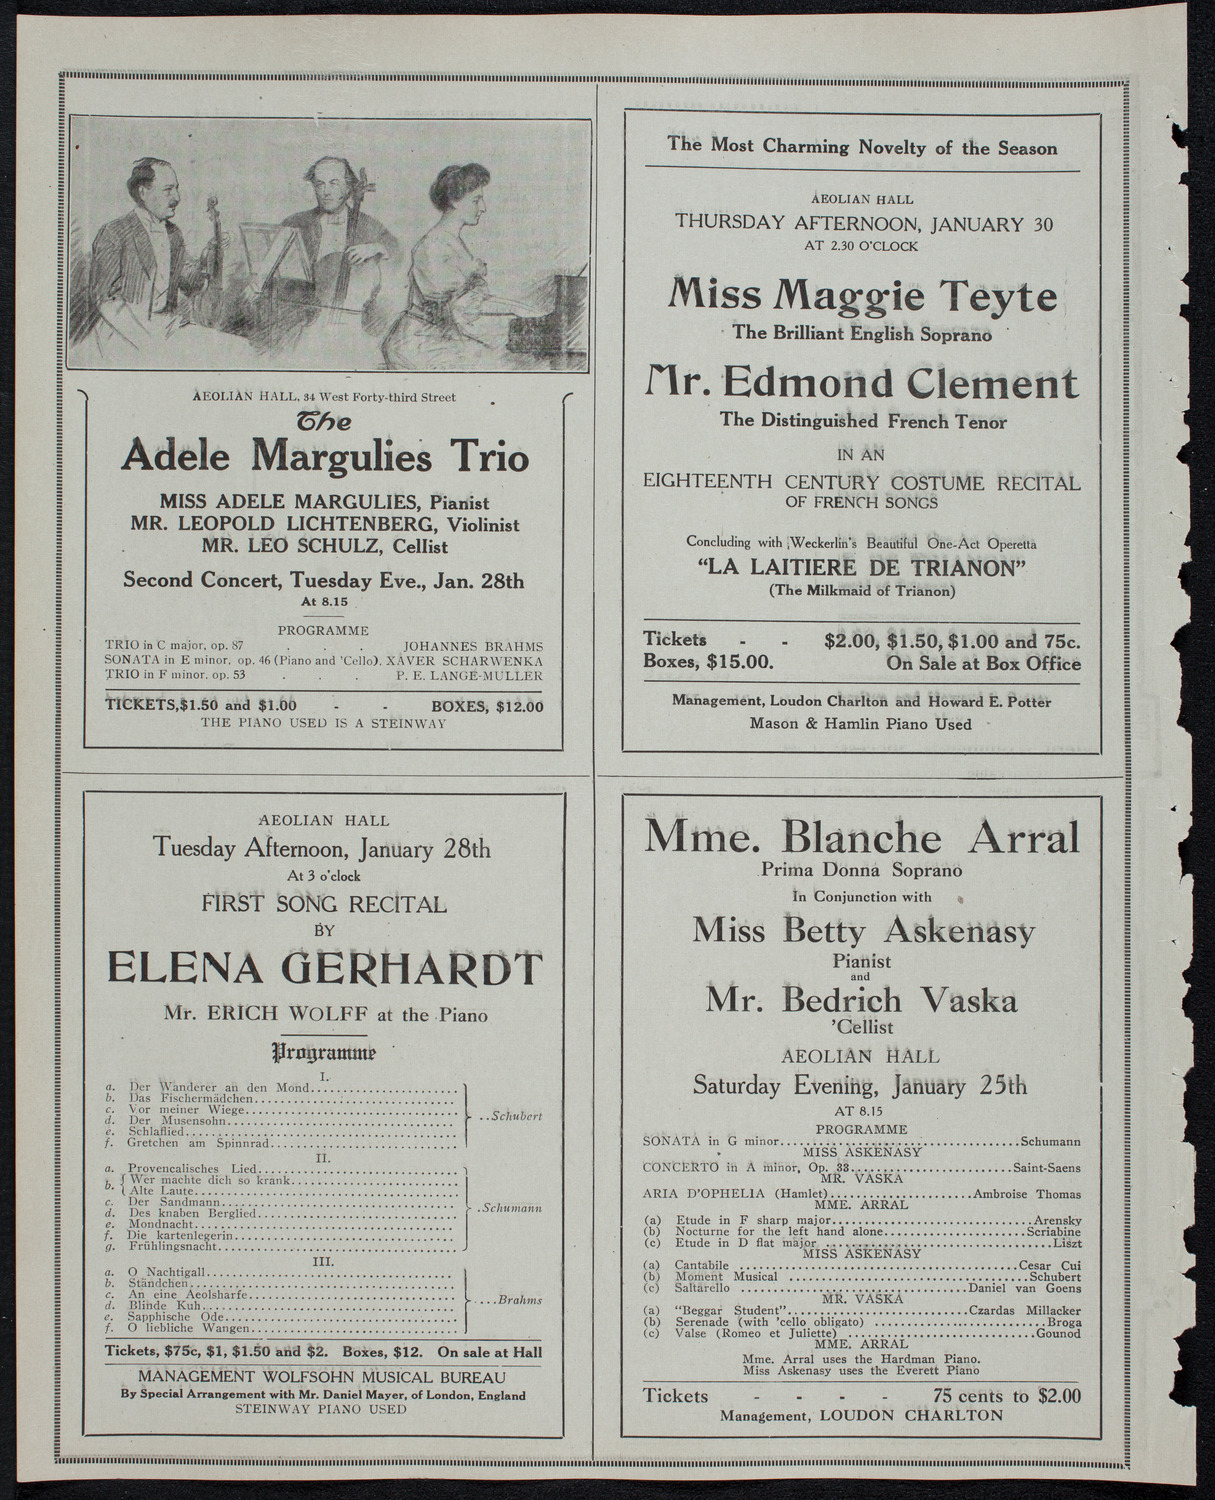 AEOLIAN HALL, 34 West Forty-third Street
The
Adele Margulies Trio
MISS ADELE MARGULIES, Pianist
MR. LEOPOLD LICHTENBERG, Violinist
MR. LEO SCHULZ, Cellist
Second Concert, Tuesday Eve., Jan. 28th
At 8.15
PROGRAMME
TRIO in C major, op. 87 . . . JOHANNES BRAHMS
SONATA in E minor, op. 46 (Piano and 'Cello). XAVER SCHARWENKA
TRIO in F minor, op. 53 . . . P. E. LANGE-MULLER
TICKETS,$1.50 and $1.00 - - BOXES, $12.00
THE PIANO USED IS A STEINWAY
The Most Charming Novelty of the Season
AEOLIAN HALL
THURSDAY AFTERNOON, JANUARY 30
AT 2.30 O'CLOCK
Miss Maggie Teyte
The Brilliant English Soprano
Mr. Edmond Clement
The Distinguished French Tenor
IN AN
EIGHTEENTH CENTURY COSTUME RECITAL
OF FRENCH SONGS
Concluding with Weckerlin's Beautiful One-Act Operetta
"LA LAITIERE DE TRIANON"
(The Milkmaid of Trianon)
Tickets - - $2.00, $1.50, $1.00 and 75c.
Boxes, $15.00. On Sale at Box Office
Management, Loudon Charlton and Howard E. Potter
Mason & Hamlin Piano Used
AEOLIAN HALL
Tuesday Afternoon, January 28th
At 3 o'clock
FIRST SONG RECITAL
BY
ELENA GERHARDT
Mr. ERICH WOLFF at the Piano
Programme
I.
a. Der Wanderer an den Mond
b. Das Fischermädchen
c. Vor meiner Wiege
d. Der Musensohn
e. Schlaflied
f. Gretchen am Spinnrad
..Schubert
II.
a. Provencalisches Lied
b. { Wer machte dich so krank
{ Alte Laute
c. Der Sandmann
d. Des knaben Berglied
e. Mondnacht
f. Die kartenlegerin
g. Frühlingsnacht
.Schumann
III.
a. O Nachtigall
b. Ständchen
c. An eine Aeolsharfe
d. Blinde Kuh
e. Sapphische Ode
f. O liebliche Wangen
....Brahms
Tickets, $75c, $1, $1.50 and $2. Boxes, $12. On sale at Hall
MANAGEMENT WOLFSOHN MUSICAL BUREAU
By Special Arrangement with Mr. Daniel Mayer, of London, England
STEINWAY PIANO USED
Mme. Blanche Arral
Prima Donna Soprano
In Conjunction with
Miss Betty Askenasy
Pianist
and
Mr. Bedrich Vaska
'Cellist
AEOLIAN HALL
Saturday Evening, January 25th
AT 8.15
PROGRAMME
SONATA in G minor....Schumann
MISS ASKENASY
CONCERTO in A minor, Op. 33....Saint-Saens
MR. VASKA
ARIA D'OPHELIA (Hamlet)....Ambroise Thomas
MME. ARRAL
(a) Etude in F sharp major....Arensky
(b) Nocturne for the left hand alone....Scriabine
(c) Etude in D flat major....Liszt
MISS ASKENASY
(a) Cantabile....Cesar Cui
(b) Moment Musical....Schubert
(c) Saltarello....Daniel van Goens
MR. VASKA
(a) "Beggar Student"....Czardas Millacker
(b) Serenade (with 'cello obligato)....Broga
(c) Valse (Romeo et Juliette)....Gounod
MME. ARRAL
Mme. Arral uses the Hardman Piano.
Miss Askenasy uses the Everett Piano
Tickets - - - - 75 cents to $2.00
Management, LOUDON CHARLTON